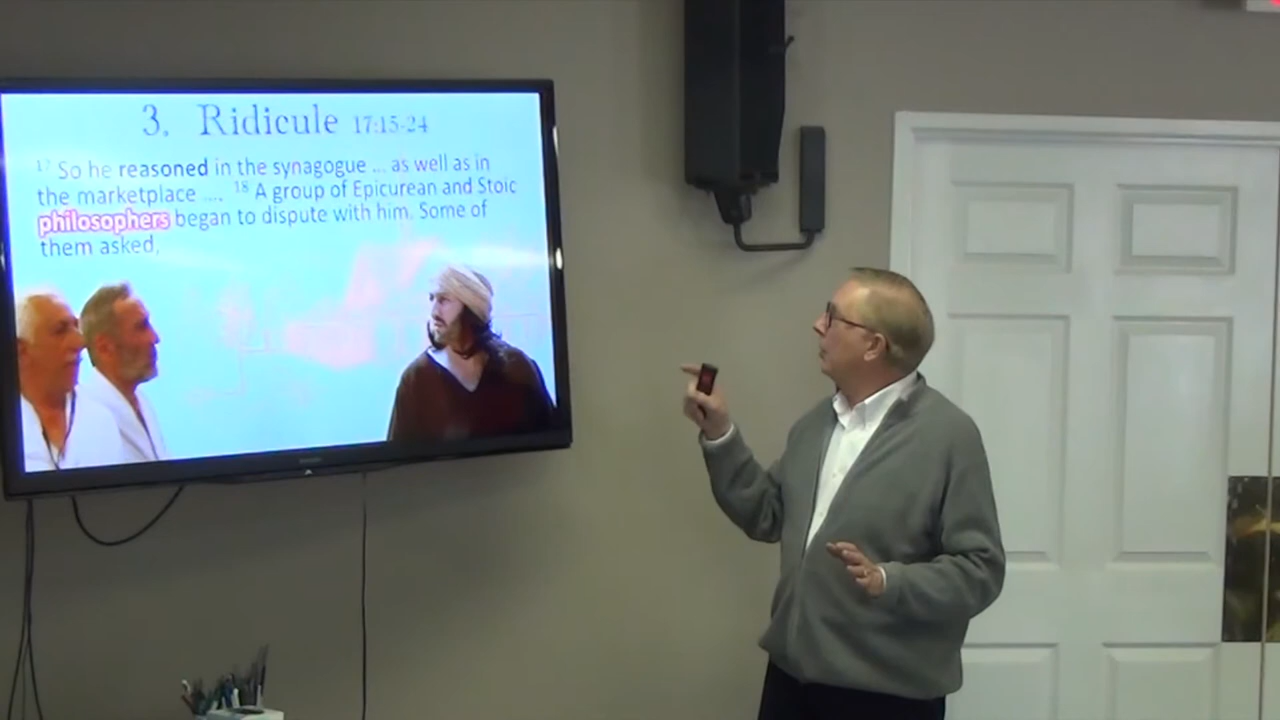 3. Ridicule 17:15-24
17 So he reasoned in the synagogue ... as well as in
the marketplace .... 18 A group of Epicurean and Stoic
philosophers began to dispute with him. Some of
them asked,